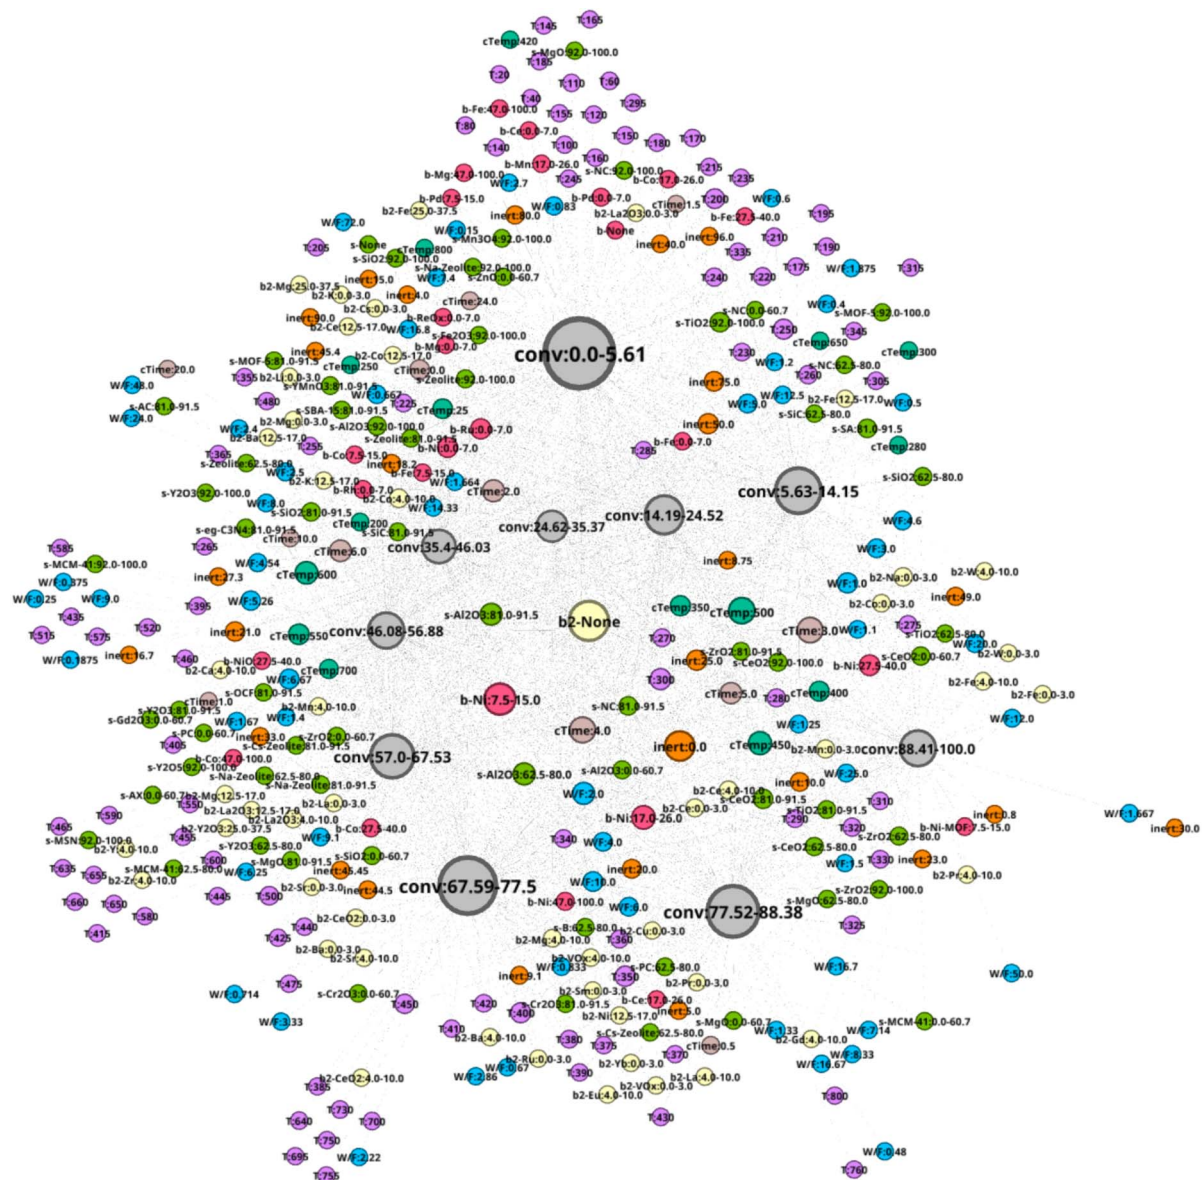 T:165
T:145
cTemp:420
s-MgO:92.0-100.0
T:185
T:20
T:110
T:60
T:40
T:295
b-Fe:47.0-100.0
T:155
T:120
T:80
b-Ce:0.0-7.0
T:150
T:180
T:170
T:140
T:100
T:160
b-Mn:17.0-26.0
T:215
b-Mg:47.0-100.0
W/F:2.7
T:245
s-NC:92.0-100.0
b-Co:17.0-26.0
T:235
b-Pd:7.5-15.0
W/F:0.83
b-Pd:0.0-7.0
cTime:1.5
T:200
W/F:0.6
b2-Fe:25.0-37.5
inert:80.0
b2-La2O3:0.0-3.0
b-Fe:27.5-40.0
T:195
W/F:72.0
W/F:0.15
b-None
inert:96.0
T:210
s-Mn3O4:92.0-100.0
inert:40.0
T:205
s-None
cTemp:800
T:335
T:190
s-SiO2:92.0-100.0
s-Na-Zeolite:92.0-100.0
T:175
W/F:1.875
T:315
b2-Mg:25.0-37.5
inert:15.0
W/F:7.4
s-ZnO:0.0-60.7
T:240
T:220
b2-K:0.0-3.0
inert:4.0
cTime:24.0
W/F:0.4
b2-Cs:0.0-3.0
s-NC:0.0-60.7
s-MOF-5:92.0-100.0
inert:90.0
b-ReOx:0.0-7.0
s-TiO2:92.0-100.0
T:250
T:345
b2-Ce:12.5-17.0
W/F:16.8
s-Fe2O3:92.0-100.0
cTemp:650
b-Mg:0.0-7.0
T:230
cTemp:300
inert:45.4
b2-Co:12.5-17.0
conv:0.0-5.61
W/F:1.2
s-NC:62.5-80.0
s-MOF-5:81.0-91.5
cTemp:250
cTime:0.0
T:260
cTime:20.0
T:355
b2-Li:0.0-3.0
s-Zeolite:92.0-100.0
inert:75.0
T:305
W/F:48.0
s-YMnO3:81.0-91.5
W/F:0.667
W/F:12.5
b2-Fe:12.5-17.0
W/F:0.5
T:480
T:225
W/F:5.0
s-AC:81.0-91.5
s-SBA-15:81.0-91.5
cTemp:25
s-SiC:62.5-80.0
W/F:24.0
b2-Mg:0.0-3.0
s-Al2O3:92.0-100.0
inert:50.0
s-SA:81.0-91.5
W/F:2.4
b-Ru:0.0-7.0
b2-Ba:12.5-17.0
s-Zeolite:81.0-91.5
b-Fe:0.0-7.0
T:255
b-Ni:0.0-7.0
T:285
cTemp:280
T:365
b-Co:7.5-15.0
s-Zeolite:62.5-80.0
inert:18.2
W/F:2.5
b-Fe:7.5-15.0
s-SiO2:62.5-80.0
b2-K:12.5-17.0
W/F:1.664
s-Y2O3:92.0-100.0
b-Rh:0.0-7.0
cTime:2.0
conv:5.63-14.15
W/F:8.0
b2-Co:4.0-10.0
W/F:14.33
s-SiO2:81.0-91.5
conv:14.19-24.52
W/F:4.6
s-eg-C3N4:81.0-91.5
cTemp:200
conv:24.62-35.37
s-SiC:81.0-91.5
cTime:10.0
T:585
T:265
cTime:6.0
conv:35.4-46.03
W/F:3.0
s-MCM-41:92.0-100.0
W/F:4.54
inert:8.75
cTemp:600
b2-W:4.0-10.0
W/F:0.375
inert:27.3
W/F:1.0
b2-Na:0.0-3.0
W/F:0.25
W/F:9.0
W/F:5.26
inert:49.0
T:395
cTemp:350
b2-Co:0.0-3.0
T:435
s-Al2O3:81.0-91.5
b2-None
cTemp:500
T:520
inert:21.0
cTemp:550
conv:46.08-56.88
cTime:3.0
W/F:1.1
T:275
s-TiO2:62.5-80.0
T:515
T:575
T:270
W/F:20.0
W/F:0.1875
inert:16.7
T:460
b-NiO:27.5-40.0
inert:25.0
s-ZrO2:81.0-91.5
s-CeO2:92.0-100.0
b-Ni:27.5-40.0
s-CeO2:0.0-60.7
b2-W:0.0-3.0
b2-Ca:4.0-10.0
cTemp:700
W/F:6.67
T:300
b2-Fe:4.0-10.0
s-OCF:81.0-91.5
b-Ni:7.5-15.0
cTime:5.0
T:280
cTemp:400
b2-Fe:0.0-3.0
cTime:1.0
b2-Mn:4.0-10.0
s-NC:81.0-91.5
s-Y2O3:81.0-91.5
s-Gd2O3:0.0-60.7
W/F:1.67
W/F:1.4
W/F:1.25
W/F:12.0
s-PC:0.0-60.7
inert:33.0
s-ZrO2:0.0-60.7
cTime:4.0
T:405
s-Cs-Zeolite:81.0-91.5
inert:0.0
cTemp:450
b2-Mn:0.0-3.0
conv:88.41-100.0
b-Co:47.0-100.0
conv:57.0-67.53
s-Y2O5:92.0-100.0
s-Na-Zeolite:62.5-80.0
s-Al2O3:62.5-80.0
s-Al2O3:0.0-60.7
W/F:25.0
s-Na-Zeolite:81.0-91.5
inert:10.0
s-AX:0.0-60.7
b2-Mg:12.5-17.0
W/F:2.0
b2-Ce:4.0-10.0
T:550
b2-La:0.0-3.0
b2-Ce:0.0-3.0
s-CeO2:81.0-91.5
T:310
b2-La2O3:12.5-17.0
s-TiO2:81.0-91.5
T:590
b2-La2O3:4.0-10.0
b-Ni:17.0-26.0
T:290
inert:0.8
W/F:1.667
T:465
b2-Y2O3:25.0-37.5
b-Co:27.5-40.0
T:320
b-Ni-MOF:7.5-15.0
inert:30.0
s-MSN:92.0-100.0
T:455
W/F:9.1
T:340
W/F:4.0
s-ZrO2:62.5-80.0
b2-Y:4.0-10.0
s-Y2O3:62.5-80.0
s-CeO2:62.5-80.0
T:600
s-SiO2:0.0-60.7
T:330
inert:23.0
T:635
s-MCM-41:62.5-80.0
s-MgO:81.0-91.5
W/F:1.5
T:655
W/F:6.25
inert:45.45
inert:20.0
b2-Pr:4.0-10.0
b2-Zr:4.0-10.0
b2-Sr:0.0-3.0
inert:44.5
conv:67.59-77.5
W/F:10.0
s-ZrO2:92.0-100.0
T:445
T:500
b-Ni:47.0-100.0
W/F:6.0
s-MgO:62.5-80.0
T:660
T:650
T:580
b2-CeO2:0.0-3.0
conv:77.52-88.38
T:415
T:440
s-B:62.5-80.0
b2-Cu:0.0-3.0
T:325
T:425
b2-Mg:4.0-10.0
T:360
b2-Ba:0.0-3.0
b2-Sr:4.0-10.0
b2-VOx:4.0-10.0
inert:9.1
W/F:0.833
s-PC:62.5-80.0
W/F:16.7
W/F:50.0
T:475
T:350
b2-Pr:0.0-3.0
W/F:0.714
s-Cr2O3:0.0-60.7
b2-Sm:0.0-3.0
T:450
T:420
s-Cr2O3:81.0-91.5
b-Ce:17.0-26.0
T:400
b2-Ni:12.5-17.0
inert:5.0
W/F:3.33
s-MgO:0.0-60.7
s-MCM-41:0.0-60.7
T:410
s-Cs-Zeolite:62.5-80.0
W/F:1.33
W/F:7.14
b2-Ba:4.0-10.0
T:380
T:375
cTime:0.5
b2-Gd:4.0-10.0
b2-Ru:0.0-3.0
T:370
W/F:8.33
W/F:0.67
b2-Yb:0.0-3.0
W/F:16.67
W/F:2.86
T:390
b2-La:4.0-10.0
b2-CeO2:4.0-10.0
T:385
b2-VOx:0.0-3.0
b2-Eu:4.0-10.0
T:800
T:730
T:430
T:640
T:700
T:750
W/F:0.48
T:695
W/F:2.22
T:760
T:755